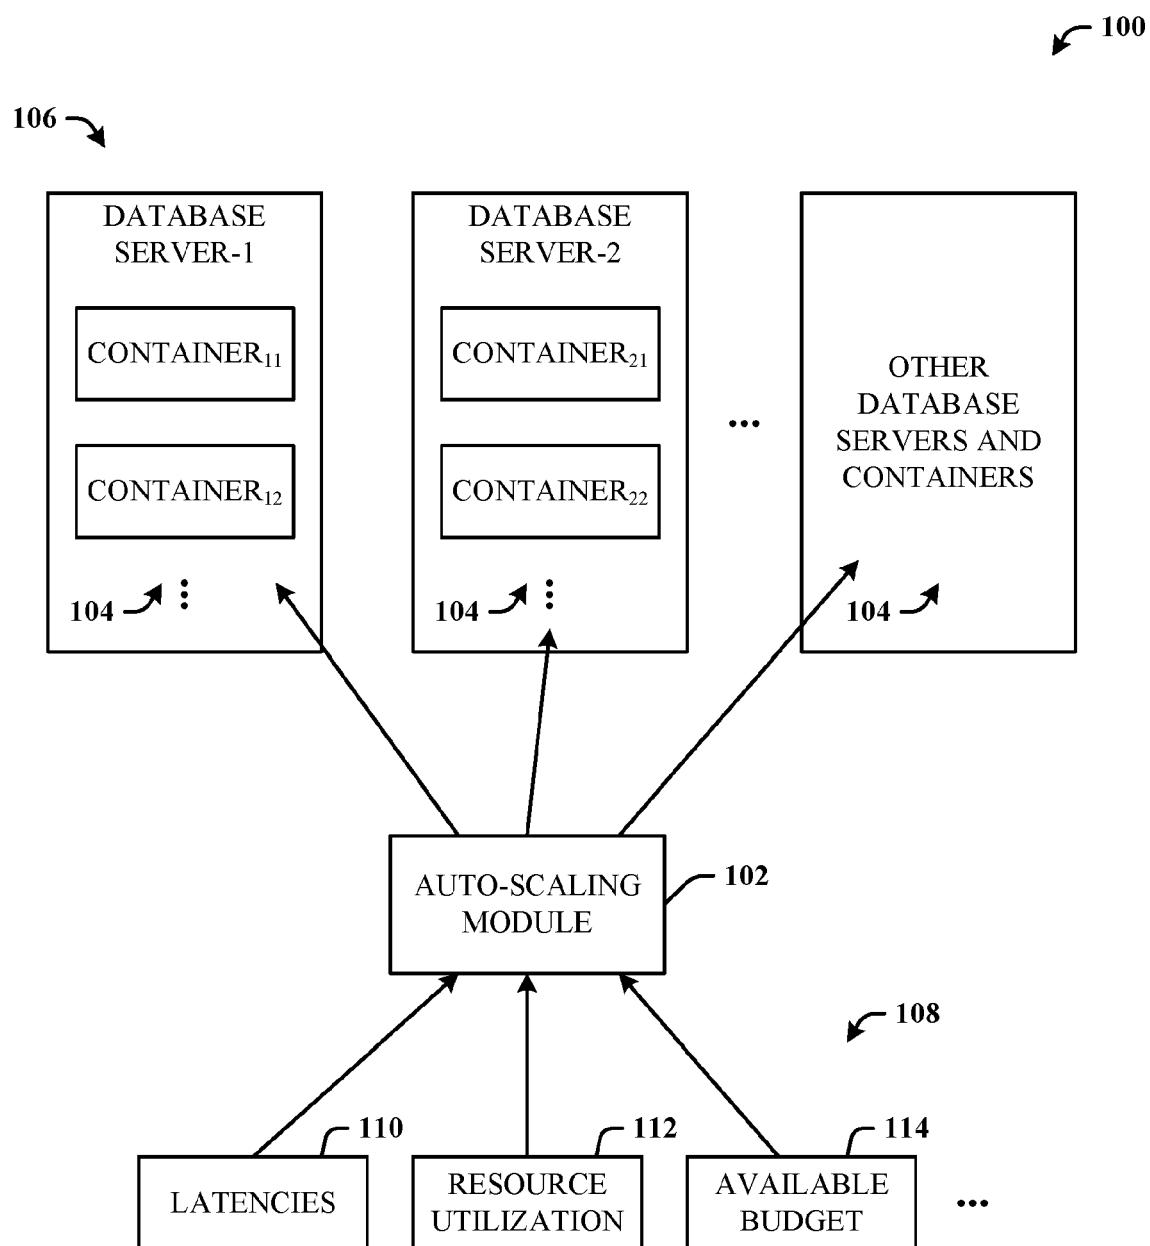 100
106
DATABASE
SERVER-1
CONTAINER11
CONTAINER12
104
DATABASE
SERVER-2
CONTAINER21
CONTAINER22
104
...
OTHER
DATABASE
SERVERS AND
CONTAINERS
104
AUTO-SCALING
MODULE
102
108
110
LATENCIES
112
RESOURCE
UTILIZATION
114
AVAILABLE
BUDGET
...